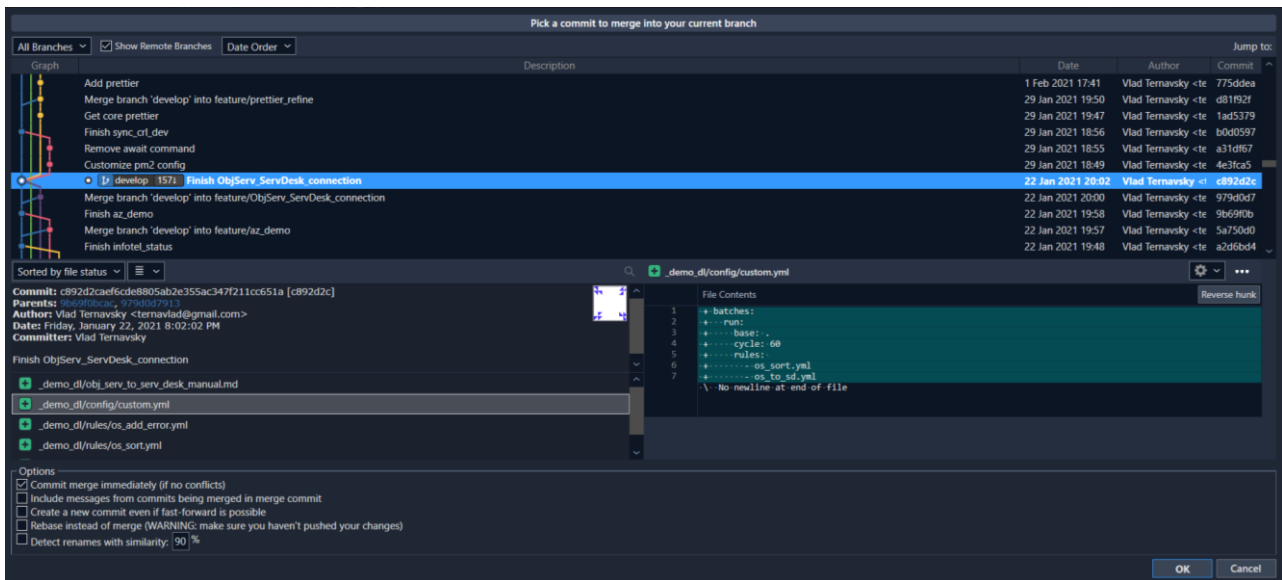 Pick a commit to merge into your current branch
All Branches Show Remote Branches Date Order Jump to:
Graph Description Date Author Commit
Add prettier 1 Feb 2021 17:41 Vlad Ternavsky <te 775ddea
Merge branch 'develop' into feature/prettier_refine 29 Jan 2021 19:50 Vlad Ternavsky <te d81f92f
Get core prettier 29 Jan 2021 19:47 Vlad Ternavsky <te 1ad5379
Finish sync_crl_dev 29 Jan 2021 18:56 Vlad Ternavsky <te b0d0597
Remove await command 29 Jan 2021 18:55 Vlad Ternavsky <te a31df67
Customize pm2 config 29 Jan 2021 18:49 Vlad Ternavsky <te 4e3fca5
develop 157↓ Finish ObjServ_ServDesk_connection 22 Jan 2021 20:02 Vlad Ternavsky <t c892d2c
Merge branch 'develop' into feature/ObjServ_ServDesk_connection 22 Jan 2021 20:00 Vlad Ternavsky <te 979d0d7
Finish az_demo 22 Jan 2021 19:58 Vlad Ternavsky <te 9b69f0b
Merge branch 'develop' into feature/az_demo 22 Jan 2021 19:57 Vlad Ternavsky <te 5a750d0
Finish infotel_status 22 Jan 2021 19:48 Vlad Ternavsky <te a2d6bd4
Sorted by file status
Commit: c892d2caef6cde8805ab2e355ac347f211cc651a [c892d2c]
Parents: 9b69f0bcac, 979d0d7913
Author: Vlad Ternavsky <ternavlad@gmail.com>
Date: Friday, January 22, 2021 8:02:02 PM
Committer: Vlad Ternavsky
Finish ObjServ_ServDesk_connection
_demo_dl/obj_serv_to_serv_desk_manual.md
_demo_dl/config/custom.yml
_demo_dl/rules/os_add_error.yml
_demo_dl/rules/os_sort.yml
_demo_dl/config/custom.yml
File Contents Reverse hunk
1 + batches:
2 + run:
3 + base: .
4 + cycle: 60
5 + rules:
6 + - os_sort.yml
7 + - os_to_sd.yml
\ No newline at end of file
Options
Commit merge immediately (if no conflicts)
Include messages from commits being merged in merge commit
Create a new commit even if fast-forward is possible
Rebase instead of merge (WARNING: make sure you haven't pushed your changes)
Detect renames with similarity: 90 %
OK Cancel